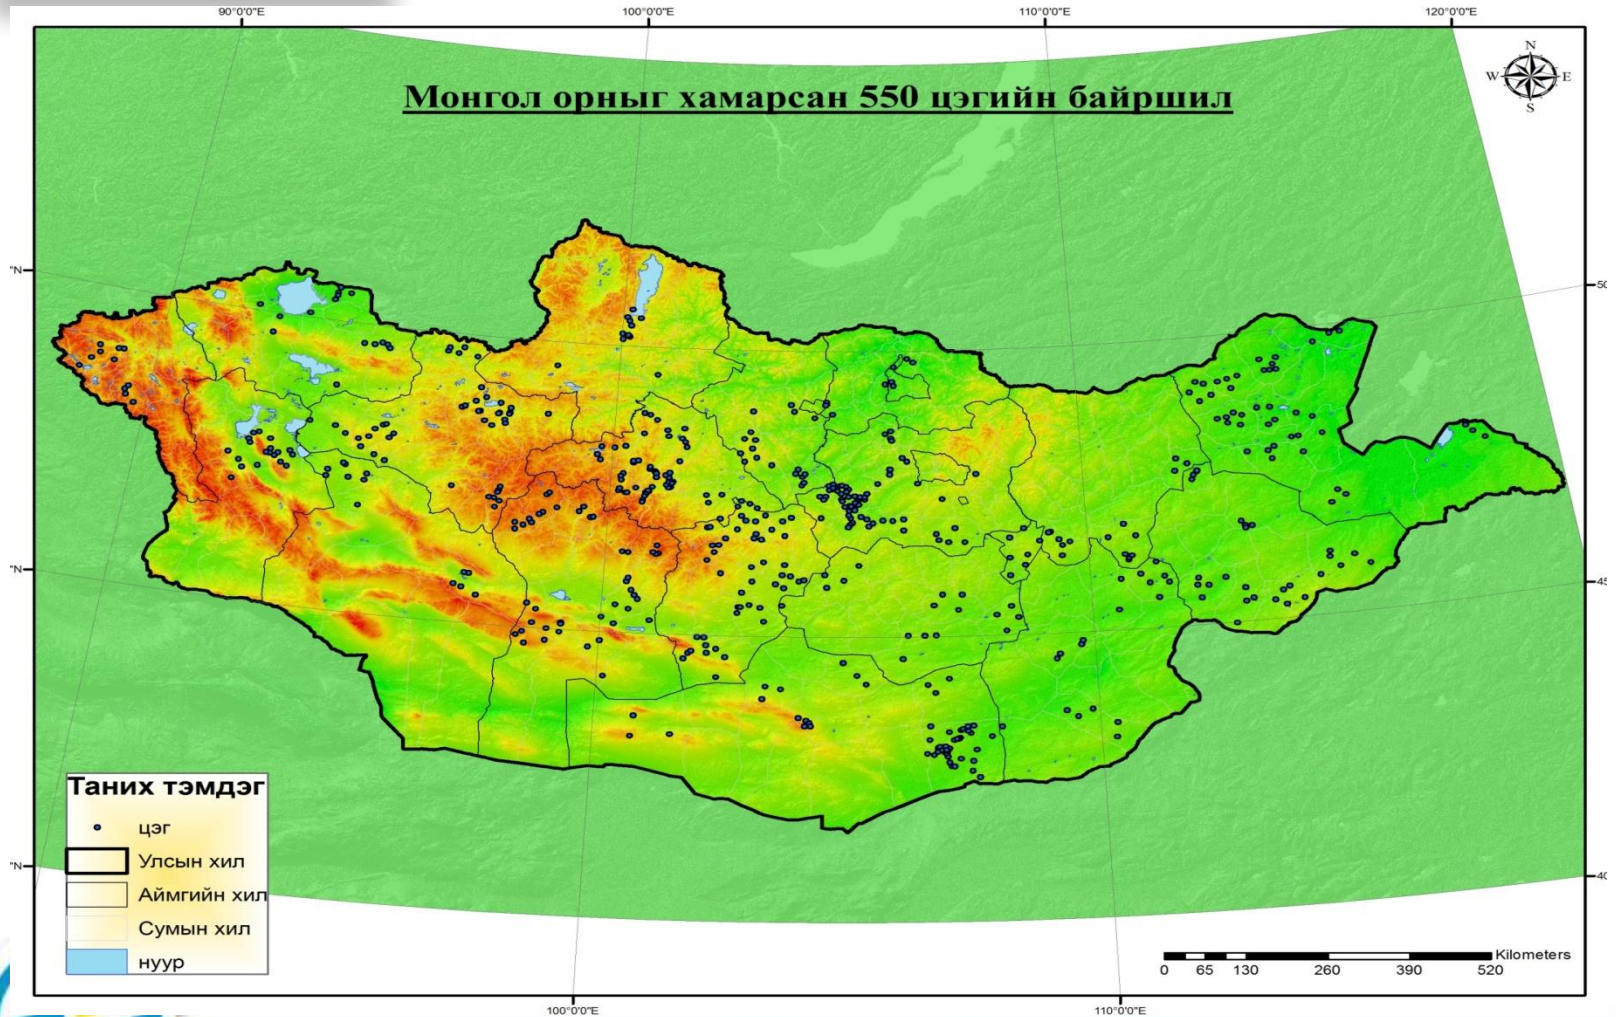 90°0'0"E 100°0'0"E 110°0'0"E 120°0'0"E
Монгол орныг хамарсан 550 цэгийн байршил
N
W E
S
Таних тэмдэг
цэг
Улсын хил
Аймгийн хил
Сумын хил
нуур
Kilometers
0 65 130 260 390 520
100°0'0"E 110°0'0"E